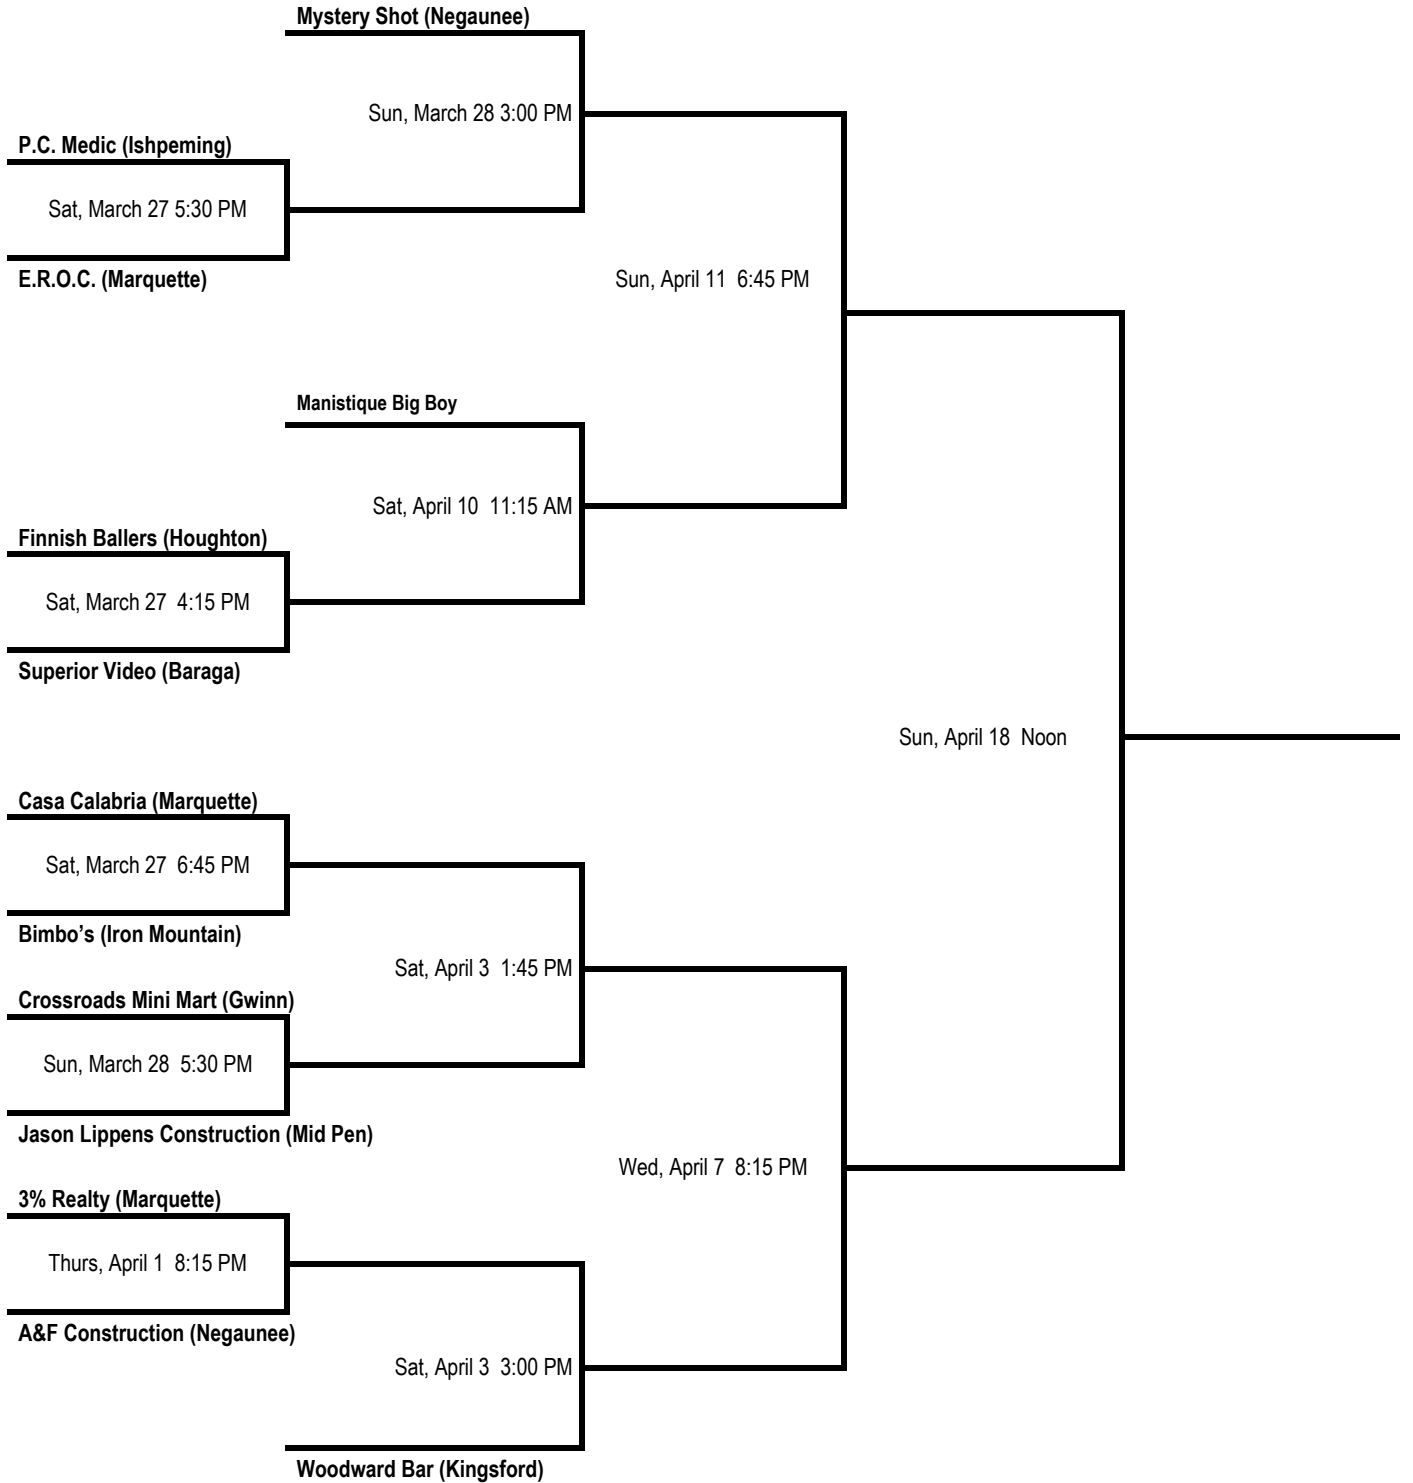 Mystery Shot (Negaunee)
Sun, March 28 3:00 PM
P.C. Medic (Ishpeming)
Sat, March 27 5:30 PM
E.R.O.C. (Marquette)
Sun, April 11 6:45 PM
Manistique Big Boy
Sat, April 10 11:15 AM
Finnish Ballers (Houghton)
Sat, March 27 4:15 PM
Superior Video (Baraga)
Sun, April 18 Noon
Casa Calabria (Marquette)
Sat, March 27 6:45 PM
Bimbo’s (Iron Mountain)
Sat, April 3 1:45 PM
Crossroads Mini Mart (Gwinn)
Sun, March 28 5:30 PM
Jason Lippens Construction (Mid Pen)
Wed, April 7 8:15 PM
3% Realty (Marquette)
Thurs, April 1 8:15 PM
A&F Construction (Negaunee)
Sat, April 3 3:00 PM
Woodward Bar (Kingsford)